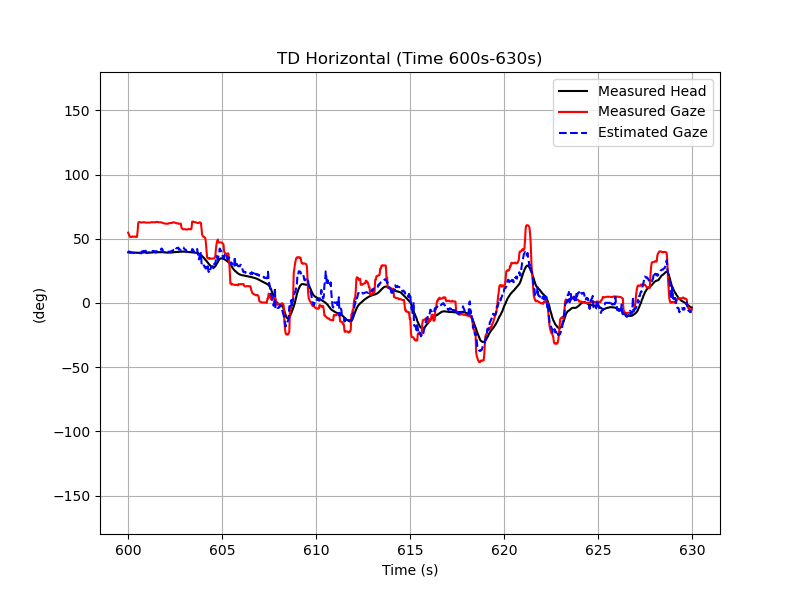 TD Horizontal (Time 600s-630s)
Measured Head
Measured Gaze
Estimated Gaze
150
100
50
0
−50
−100
−150
(deg)
600 605 610 615 620 625 630
Time (s)